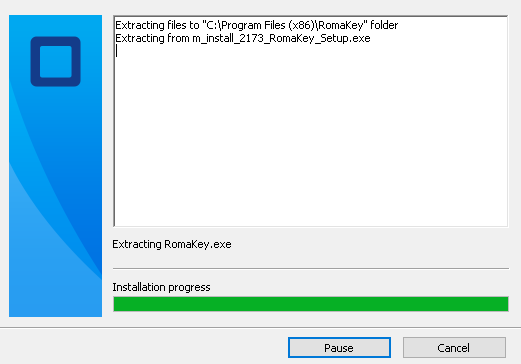 Extracting files to "C:\Program Files (x86)\RomaKey" folder
Extracting from m_install_2173_RomaKey_Setup.exe
Extracting RomaKey.exe
Installation progress
Pause
Cancel